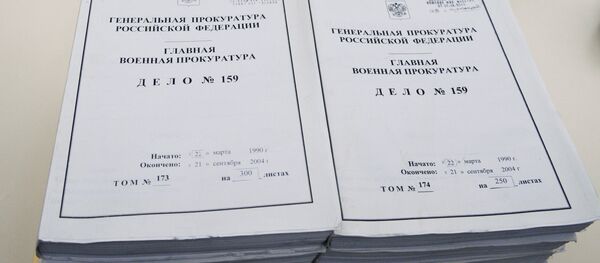 ГЕНЕРАЛЬНАЯ ПРОКУРАТУРА
РОССИЙСКОЙ ФЕДЕРАЦИИ
ГЛАВНАЯ
ВОЕННАЯ ПРОКУРАТУРА
ДЕЛО № 159
Начато: « 22 » марта 1990 г.
Окончено: « 21 » сентября 2004 г
ТОМ № 173 на 300 листах
ГЕНЕРАЛЬНАЯ ПРОКУРАТУРА
РОССИЙСКОЙ ФЕДЕРАЦИИ
ГЛАВНАЯ
ВОЕННАЯ ПРОКУРАТУРА
ДЕЛО № 159
Начато: « 22 » марта 1990 г.
Окончено: « 21 » сентября 2004 г
ТОМ № 174 на 250 листах